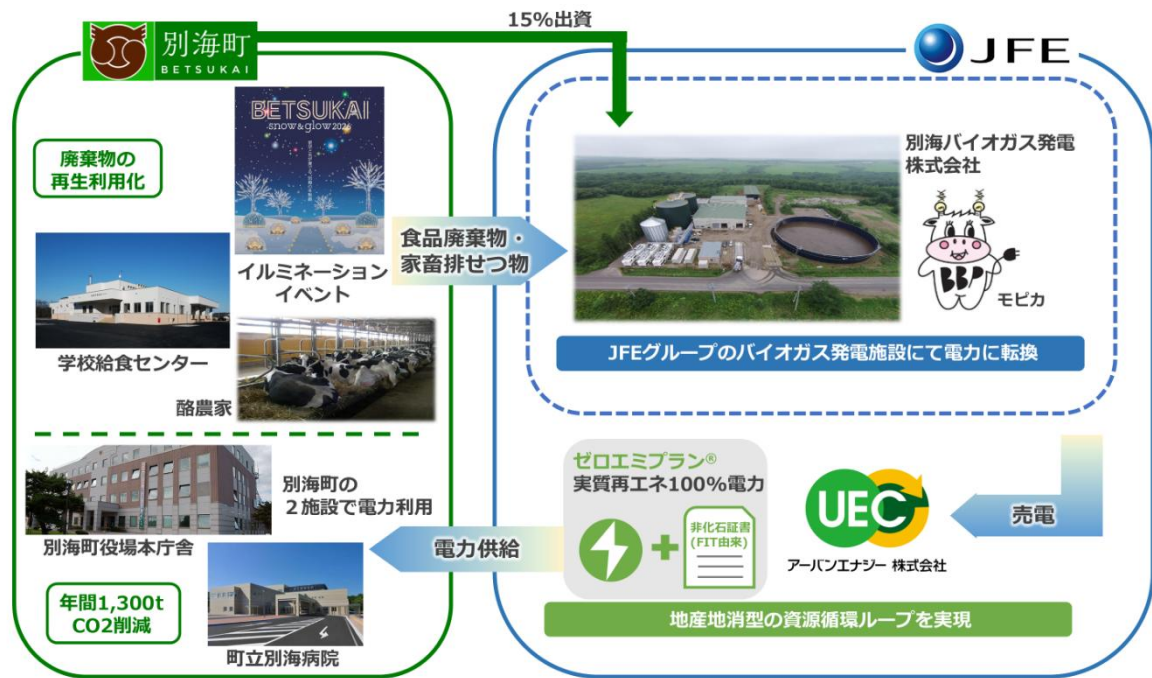 15%出資
別海町
BETSUKAI
JFE
廃棄物の
再生利用化
BETSUKAI
snow&glow2024
イルミネーション
イベント
学校給食センター
酪農家
食品廃棄物・
家畜排せつ物
別海バイオガス発電
株式会社
BBP
モピカ
JFEグループのバイオガス発電施設にて電力に転換
別海町の
2施設で電力利用
別海町役場本庁舎
年間1,300t
CO2削減
町立別海病院
電力供給
ゼロエミプラン®
実質再エネ100%電力
非化石証書
(FIT由来)
UEC
アーバンエナジー 株式会社
売電
地産地消型の資源循環ループを実現